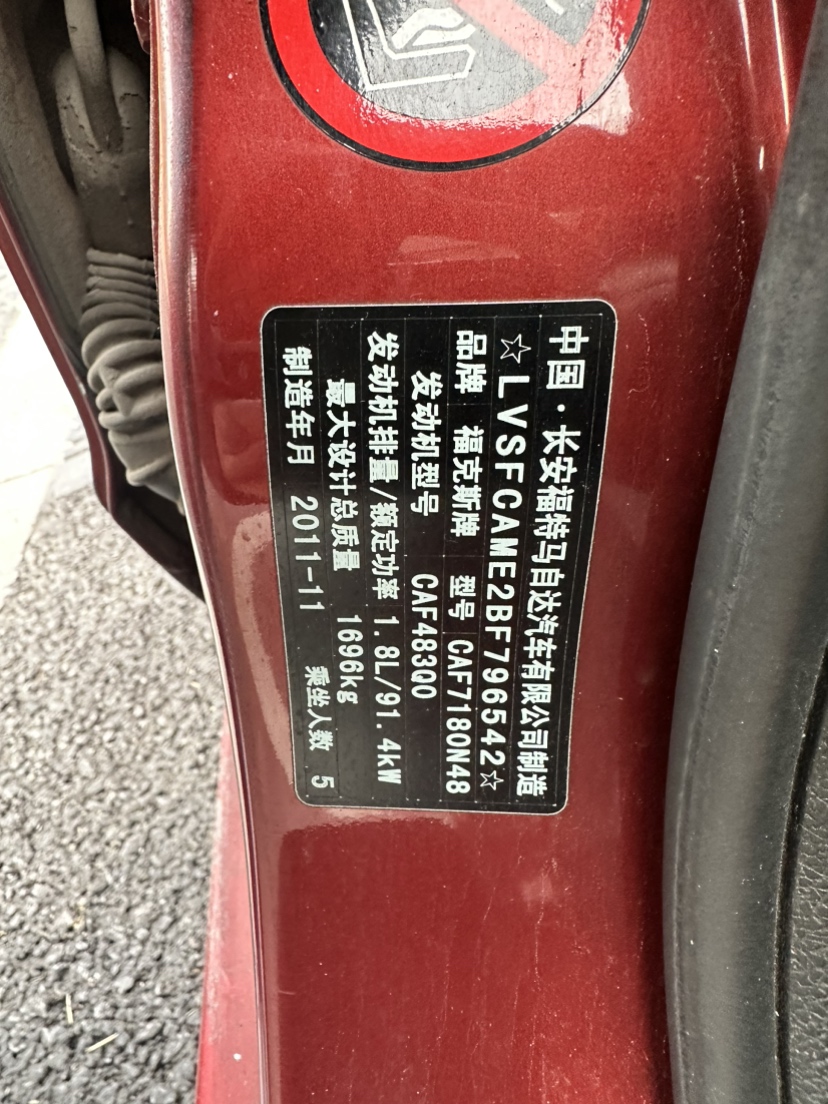 中国·长安福特马自达汽车有限公司制造
☆LVSFCAME2BF796542☆
品牌 福克斯牌 型号 CAF7180N48
发动机型号 CAF483Q0
发动机排量/额定功率 1.8L/91.4kW
最大设计总质量 1696kg
制造年月 2011-11 乘坐人数 5